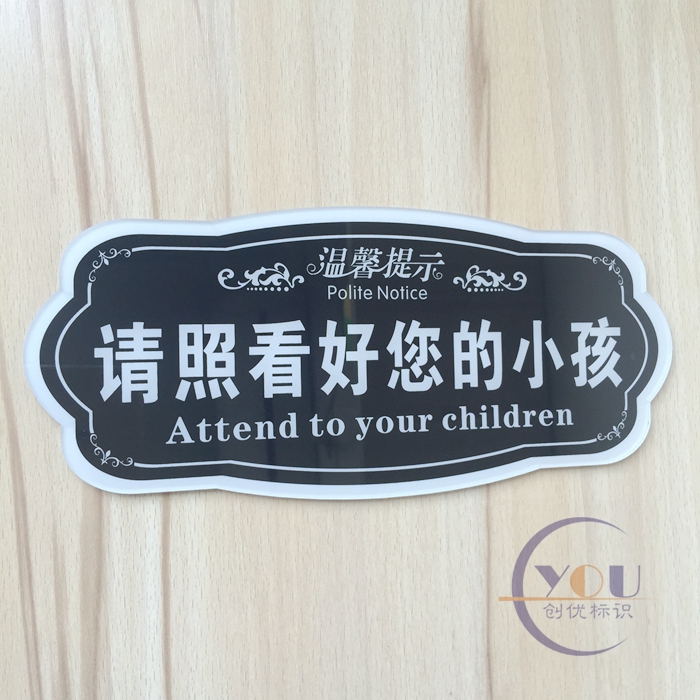 温馨提示
Polite Notice
请照看好您的小孩
Attend to your children
YOU
创优标识